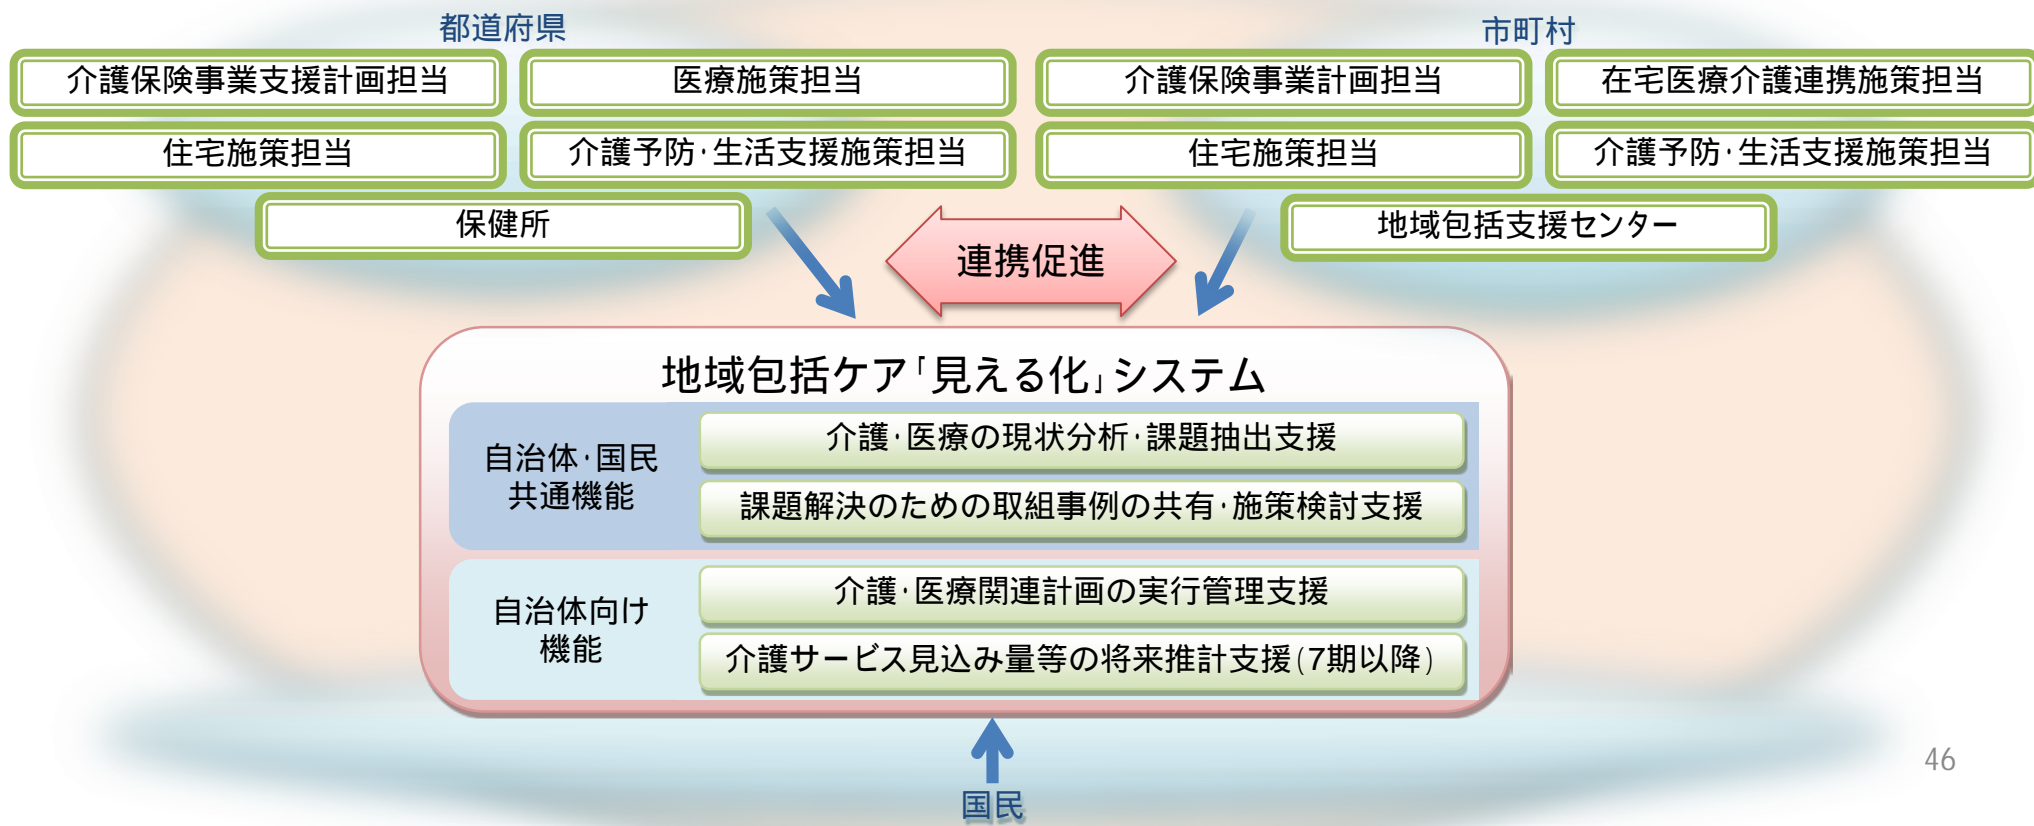 都道府県
市町村
介護保険事業支援計画担当
医療施策担当
介護保険事業計画担当
在宅医療介護連携施策担当
住宅施策担当
介護予防・生活支援施策担当
住宅施策担当
介護予防・生活支援施策担当
保健所
連携促進
地域包括支援センター
地域包括ケア「見える化」システム
自治体・国民
共通機能
介護・医療の現状分析・課題抽出支援
課題解決のための取組事例の共有・施策検討支援
自治体向け
機能
介護・医療関連計画の実行管理支援
介護サービス見込み量等の将来推計支援(7期以降)
国民
46